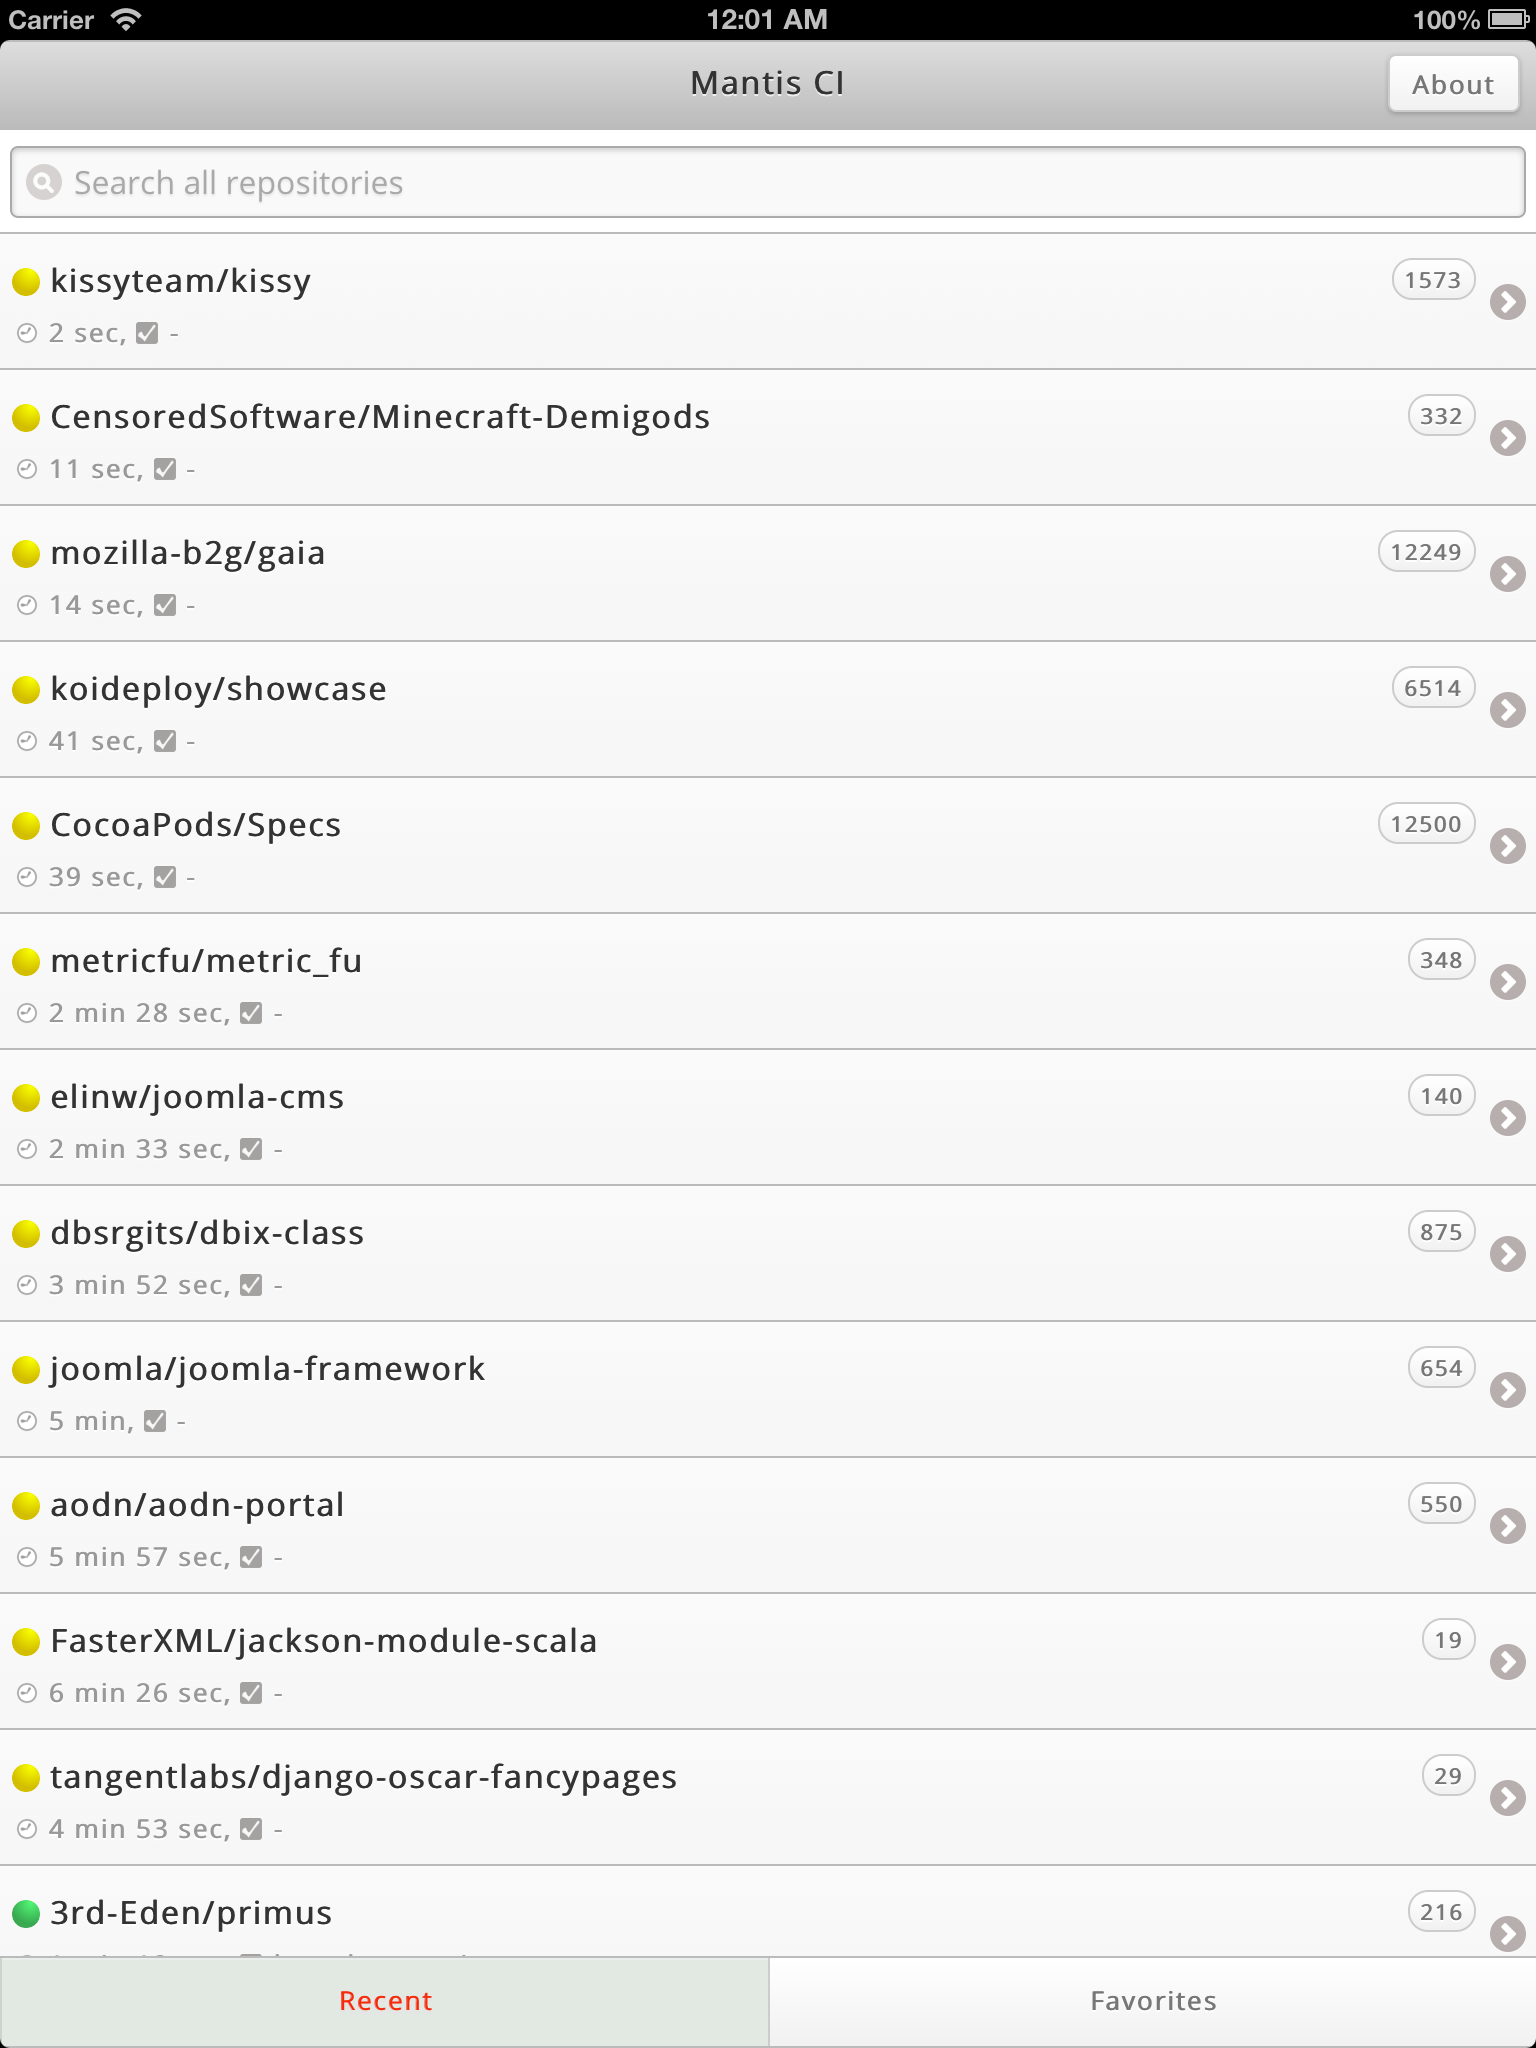 Carrier 12:01 AM 100%
Mantis CI
About
Search all repositories
kissyteam/kissy 1573
2 sec, -
CensoredSoftware/Minecraft-Demigods 332
11 sec, -
mozilla-b2g/gaia 12249
14 sec, -
koideploy/showcase 6514
41 sec, -
CocoaPods/Specs 12500
39 sec, -
metricfu/metric_fu 348
2 min 28 sec, -
elinw/joomla-cms 140
2 min 33 sec, -
dbsrgits/dbix-class 875
3 min 52 sec, -
joomla/joomla-framework 654
5 min, -
aodn/aodn-portal 550
5 min 57 sec, -
FasterXML/jackson-module-scala 19
6 min 26 sec, -
tangentlabs/django-oscar-fancypages 29
4 min 53 sec, -
3rd-Eden/primus 216
Recent Favorites